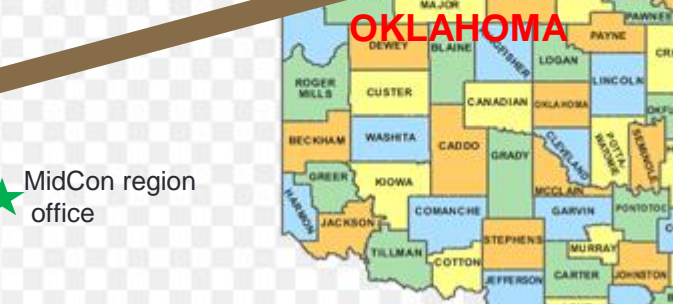 MAJOR
OKLAHOMA
PAWNEE
DEWEY
BLAINE
KINGFISHER
LOGAN
PAYNE
ROGER
MILLS
CUSTER
CANADIAN
OKLAHOMA
LINCOLN
BECKHAM
WASHITA
CADDO
GRADY
CLEVELAND
POTTA-
WATOMIE
SEMINOLE
MidCon region
office
GREER
KIOWA
MCCLAIN
HARMON
JACKSON
COMANCHE
GARVIN
PONTOTOC
STEPHENS
MURRAY
TILLMAN
COTTON
JEFFERSON
CARTER
JOHNSTON